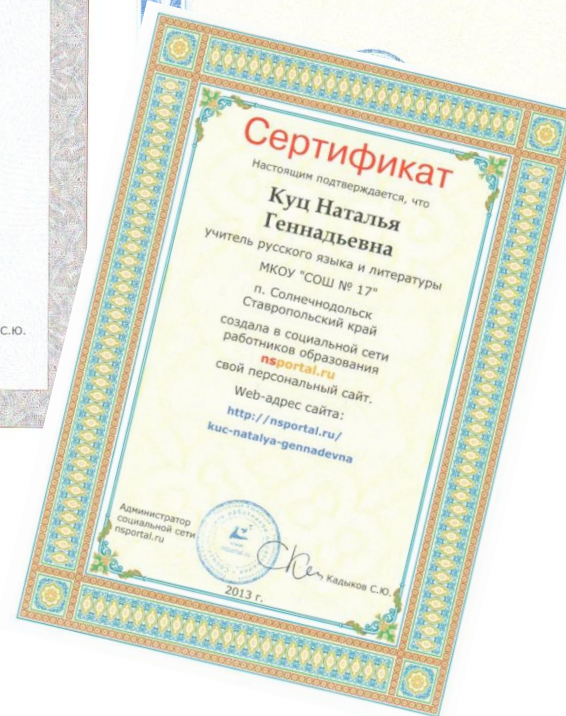 Сертификат
Настоящим подтверждается, что
Куц Наталья
Геннадьевна
учитель русского языка и литературы
МКОУ "СОШ № 17"
п. Солнечнодольск
Ставропольский край
создала в социальной сети
работников образования
nsportal.ru
свой персональный сайт.
Web-адрес сайта:
http://nsportal.ru/
kuc-natalya-gennadevna
Администратор
социальной сети
nsportal.ru
Кадыков С.Ю.
2013 г.
С.Ю.